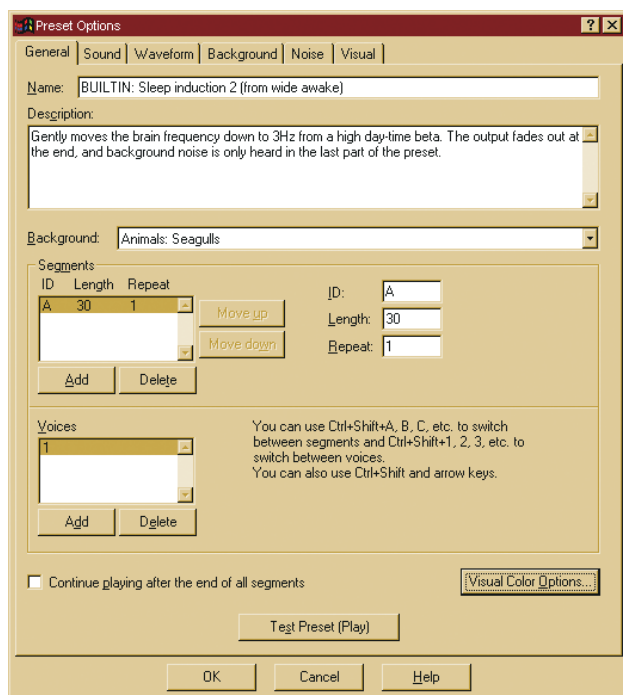 Preset Options
General Sound Waveform Background Noise Visual
Name: BUILTIN: Sleep induction 2 (from wide awake)
Description:
Gently moves the brain frequency down to 3Hz from a high day-time beta. The output fades out at
the end, and background noise is only heard in the last part of the preset.
Background: Animals: Seagulls
Segments
ID Length Repeat
A 30 1
Move up
Move down
ID: A
Length: 30
Repeat: 1
Add Delete
Voices
1
You can use Ctrl+Shift+A, B, C, etc. to switch
between segments and Ctrl+Shift+1, 2, 3, etc. to
switch between voices.
You can also use Ctrl+Shift and arrow keys.
Add Delete
Continue playing after the end of all segments
Visual Color Options...
Test Preset (Play)
OK Cancel Help